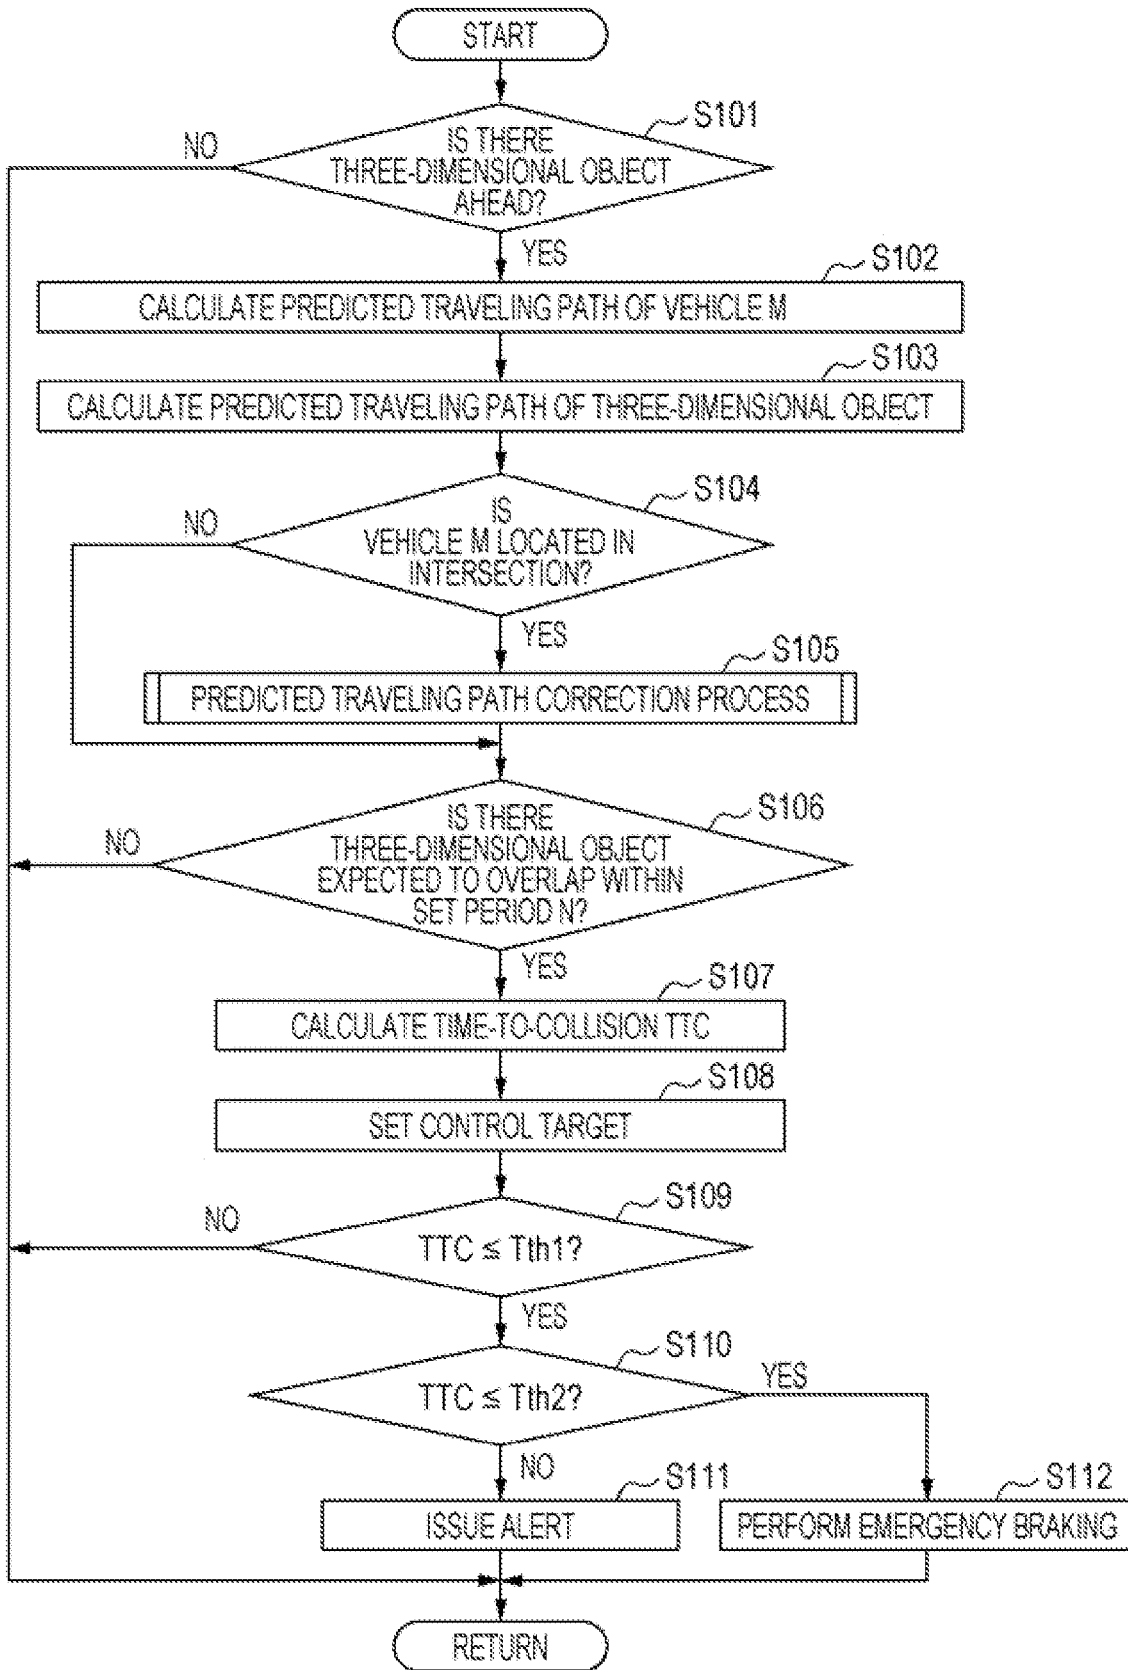 START
S101
NO
IS THERE
THREE-DIMENSIONAL OBJECT
AHEAD?
YES
S102
CALCULATE PREDICTED TRAVELING PATH OF VEHICLE M
S103
CALCULATE PREDICTED TRAVELING PATH OF THREE-DIMENSIONAL OBJECT
S104
NO
IS
VEHICLE M LOCATED IN
INTERSECTION?
YES
S105
PREDICTED TRAVELING PATH CORRECTION PROCESS
S106
NO
IS THERE
THREE-DIMENSIONAL OBJECT
EXPECTED TO OVERLAP WITHIN
SET PERIOD N?
YES
S107
CALCULATE TIME-TO-COLLISION TTC
S108
SET CONTROL TARGET
S109
NO
TTC ≦ Tth1?
YES
S110
YES
TTC ≦ Tth2?
NO
S111
S112
ISSUE ALERT
PERFORM EMERGENCY BRAKING
RETURN